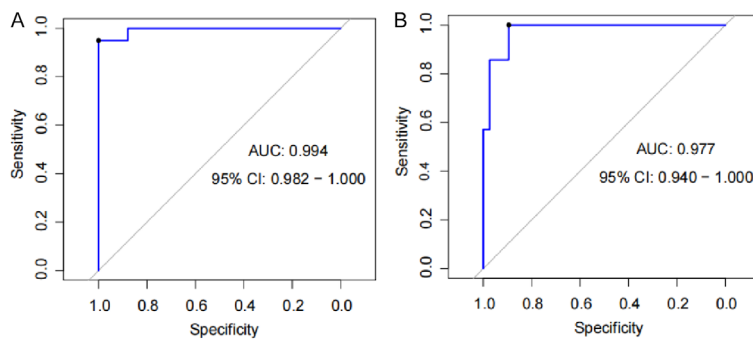 A
Sensitivity
1.0
0.8
0.6
0.4
0.2
0.0
AUC: 0.994
95% CI: 0.982 − 1.000
1.0 0.8 0.6 0.4 0.2 0.0
Specificity
B
Sensitivity
1.0
0.8
0.6
0.4
0.2
0.0
AUC: 0.977
95% CI: 0.940 − 1.000
1.0 0.8 0.6 0.4 0.2 0.0
Specificity